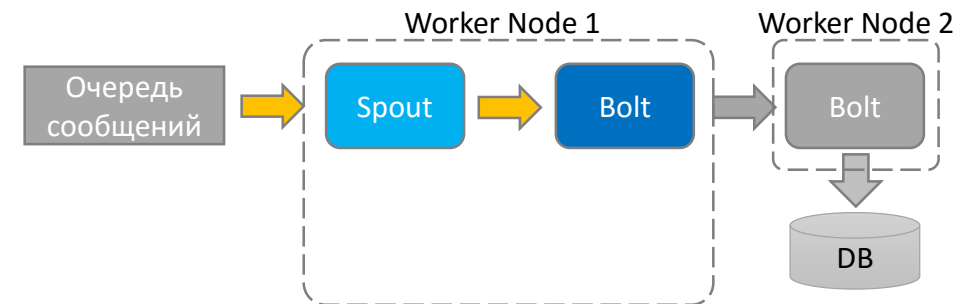 Worker Node 1
Worker Node 2
Очередь
сообщений
Spout
Bolt
Bolt
DB